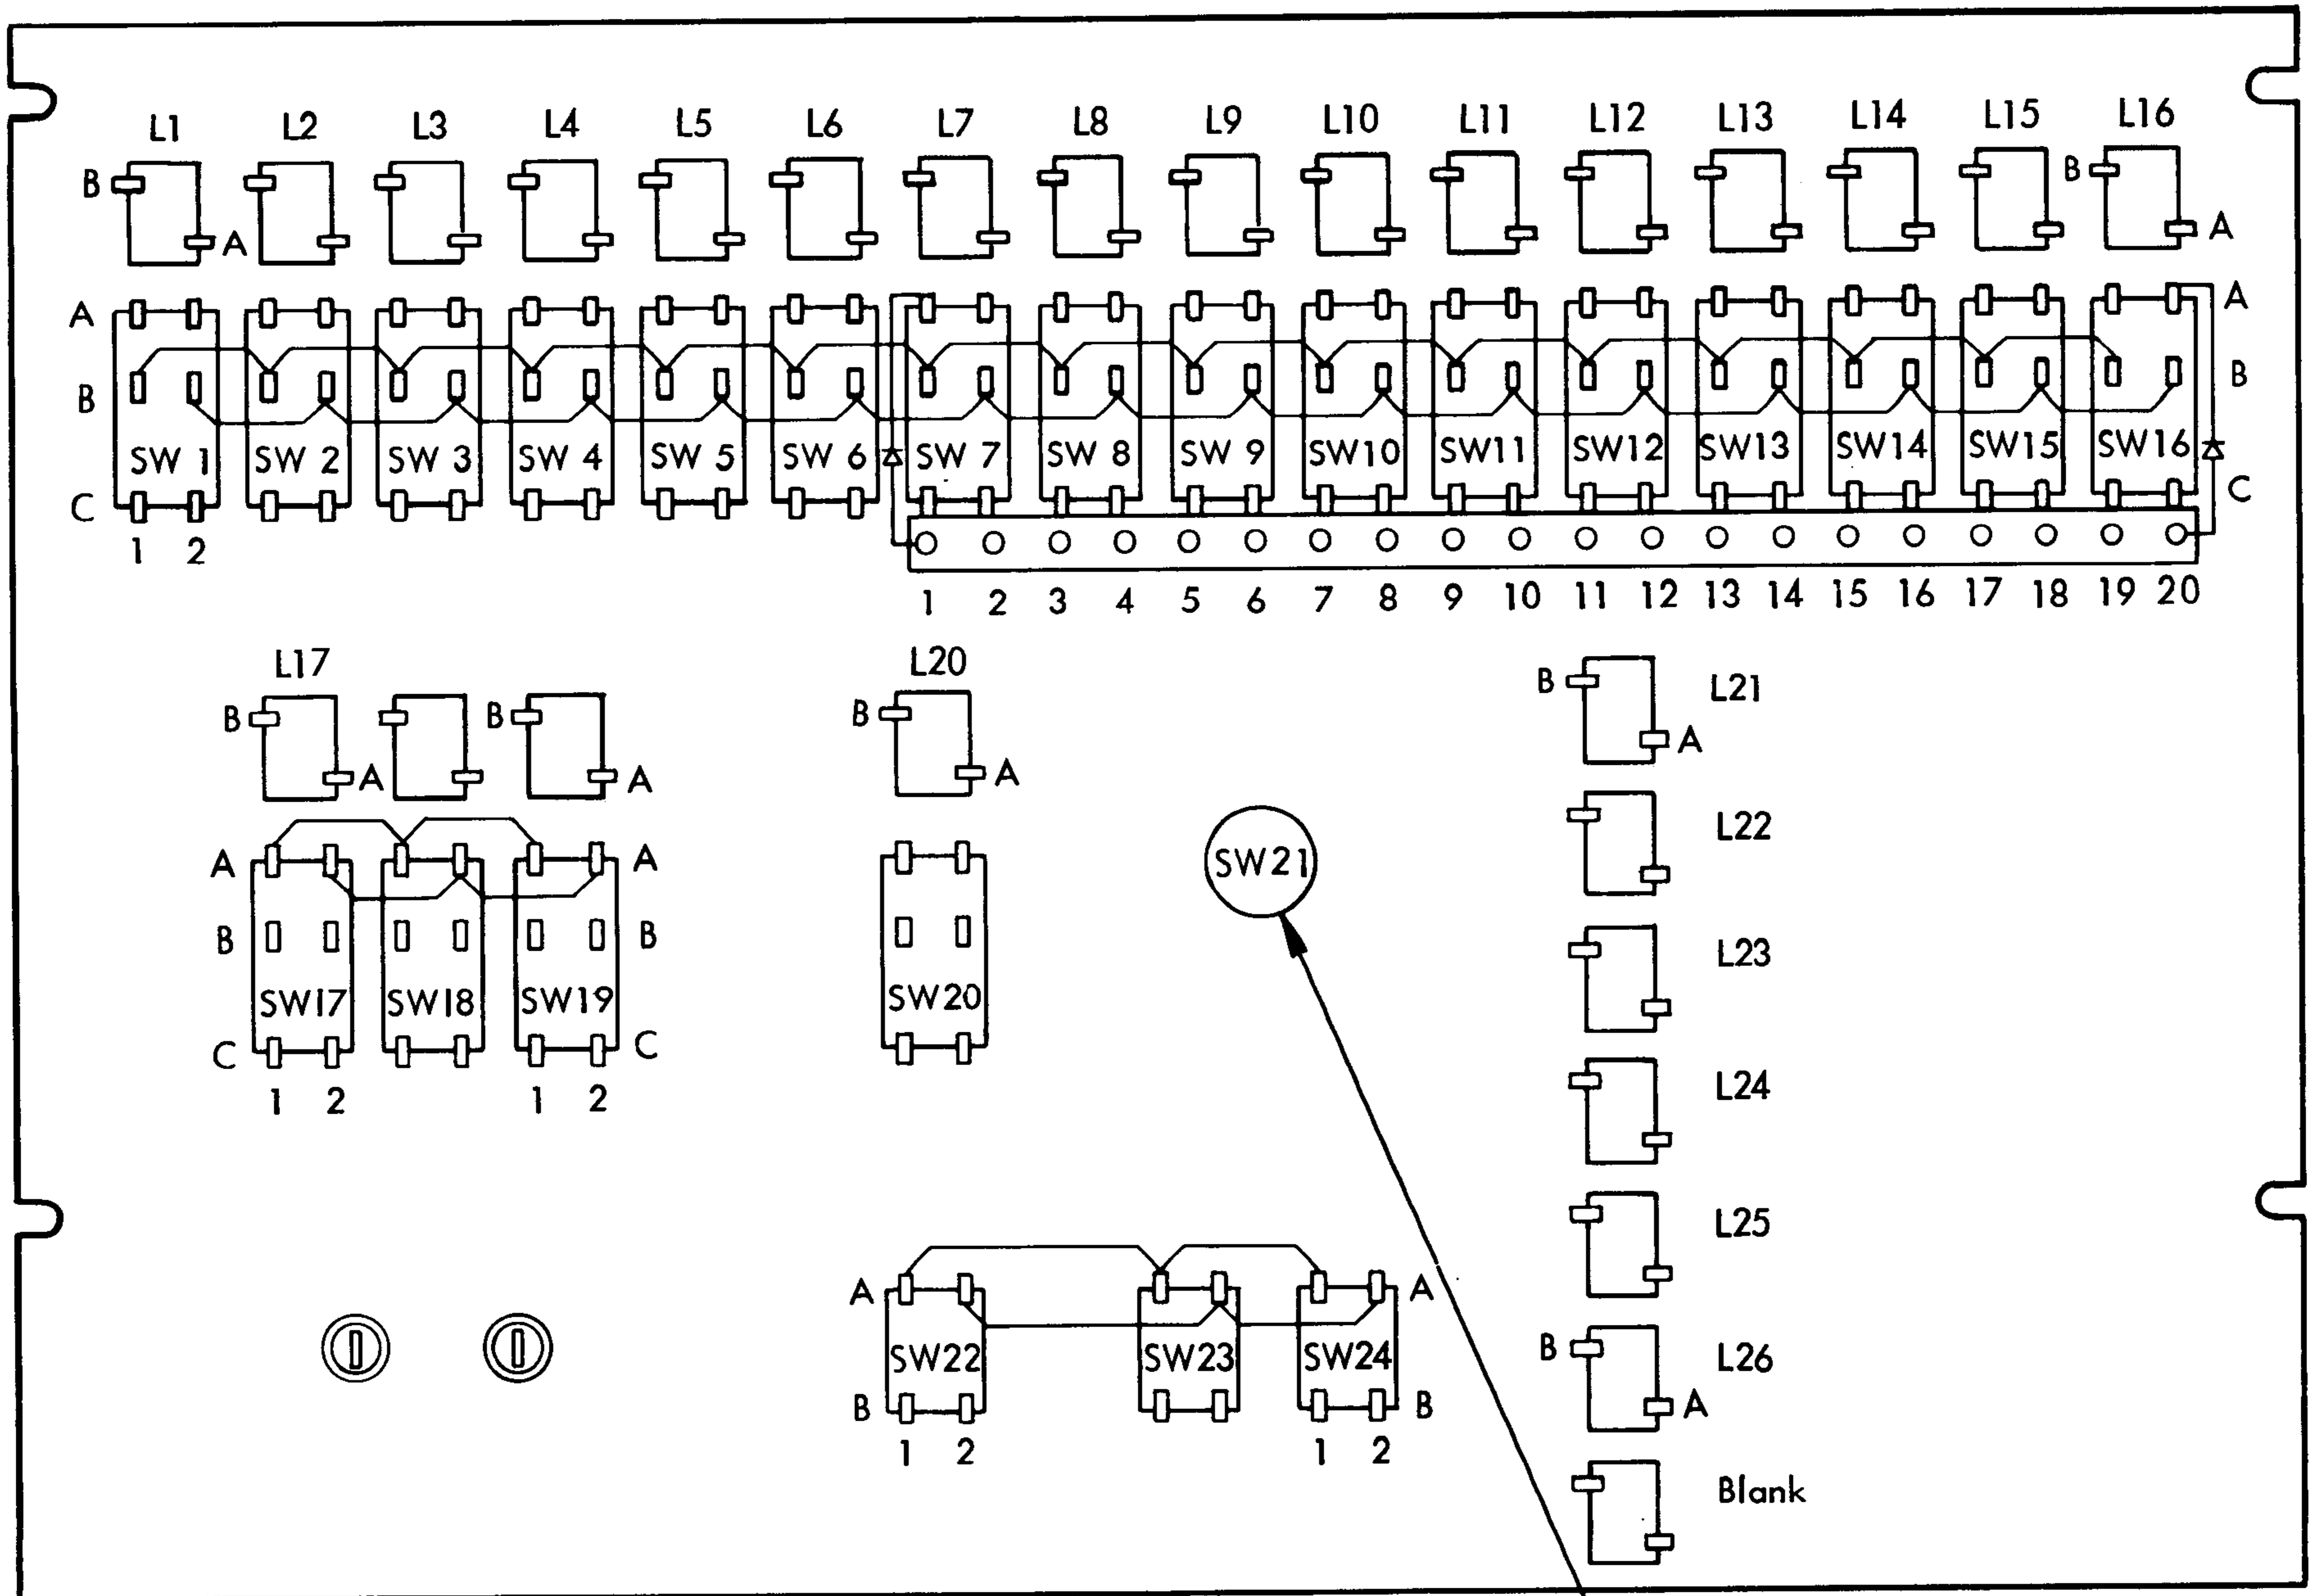 L1 L2 L3 L4 L5 L6 L7 L8 L9 L10 L11 L12 L13 L14 L15 L16
B B
A A
A A
B B
SW 1 SW 2 SW 3 SW 4 SW 5 SW 6 SW 7 SW 8 SW 9 SW10 SW11 SW12 SW13 SW14 SW15 SW16
C C
1 2
1 2 3 4 5 6 7 8 9 10 11 12 13 14 15 16 17 18 19 20
L17 L20
B B B B L21
A A A A
L22
A A SW21
B B L23
SW17 SW18 SW19 SW20
C C
1 2 1 2 L24
L25
A A
SW22 SW23 SW24 B L26
B B A
1 2 1 2
Blank